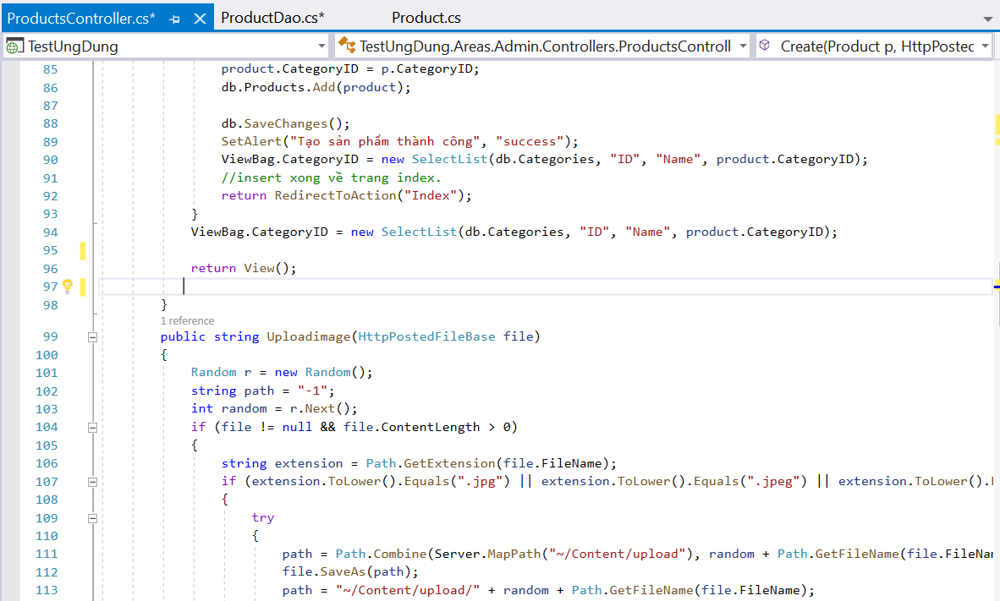 ProductsController.cs* ProductDao.cs* Product.cs
TestUngDung TestUngDung.Areas.Admin.Controllers.ProductsControll Create(Product p, HttpPostec
85 product.CategoryID = p.CategoryID;
86 db.Products.Add(product);
87
88 db.SaveChanges();
89 SetAlert("Tạo sản phẩm thành công", "success");
90 ViewBag.CategoryID = new SelectList(db.Categories, "ID", "Name", product.CategoryID);
91 //insert xong về trang index.
92 return RedirectToAction("Index");
93 }
94 ViewBag.CategoryID = new SelectList(db.Categories, "ID", "Name", product.CategoryID);
95
96 return View();
97
98 }
1 reference
99 public string Uploadimage(HttpPostedFileBase file)
100 {
101 Random r = new Random();
102 string path = "-1";
103 int random = r.Next();
104 if (file != null && file.ContentLength > 0)
105 {
106 string extension = Path.GetExtension(file.FileName);
107 if (extension.ToLower().Equals(".jpg") || extension.ToLower().Equals(".jpeg") || extension.ToLower().
108 {
109 try
110 {
111 path = Path.Combine(Server.MapPath("~/Content/upload"), random + Path.GetFileName(file.FileNa
112 file.SaveAs(path);
113 path = "~/Content/upload/" + random + Path.GetFileName(file.FileName);